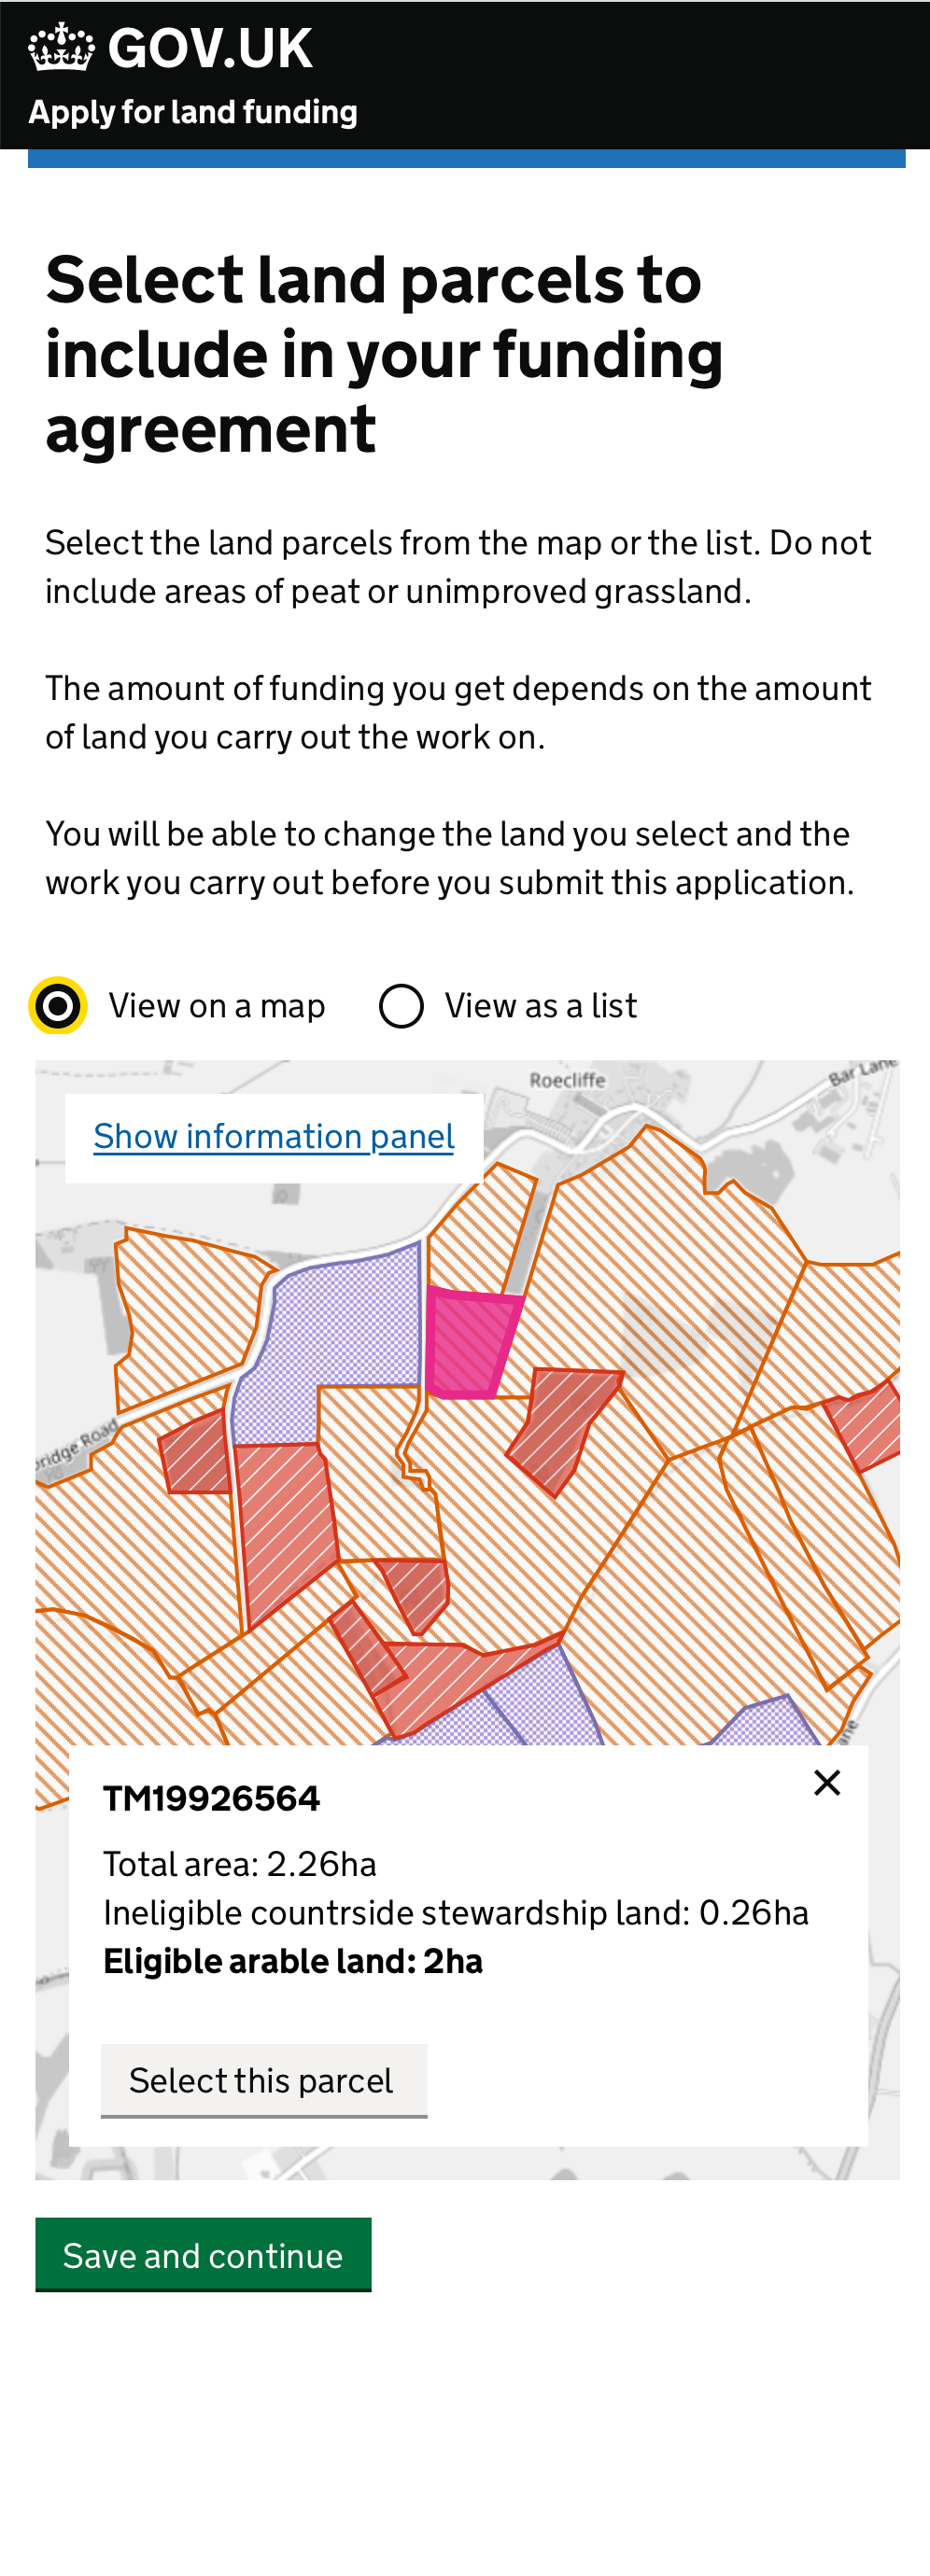 GOV.UK
Apply for land funding
Select land parcels to
include in your funding
agreement
Select the land parcels from the map or the list. Do not
include areas of peat or unimproved grassland.
The amount of funding you get depends on the amount
of land you carry out the work on.
You will be able to change the land you select and the
work you carry out before you submit this application.
View on a map
View as a list
Roecliffe
Bar Lane
Show information panel
bridge Road
ane
TM19926564
Total area: 2.26ha
Ineligible countrside stewardship land: 0.26ha
Eligible arable land: 2ha
Select this parcel
Save and continue